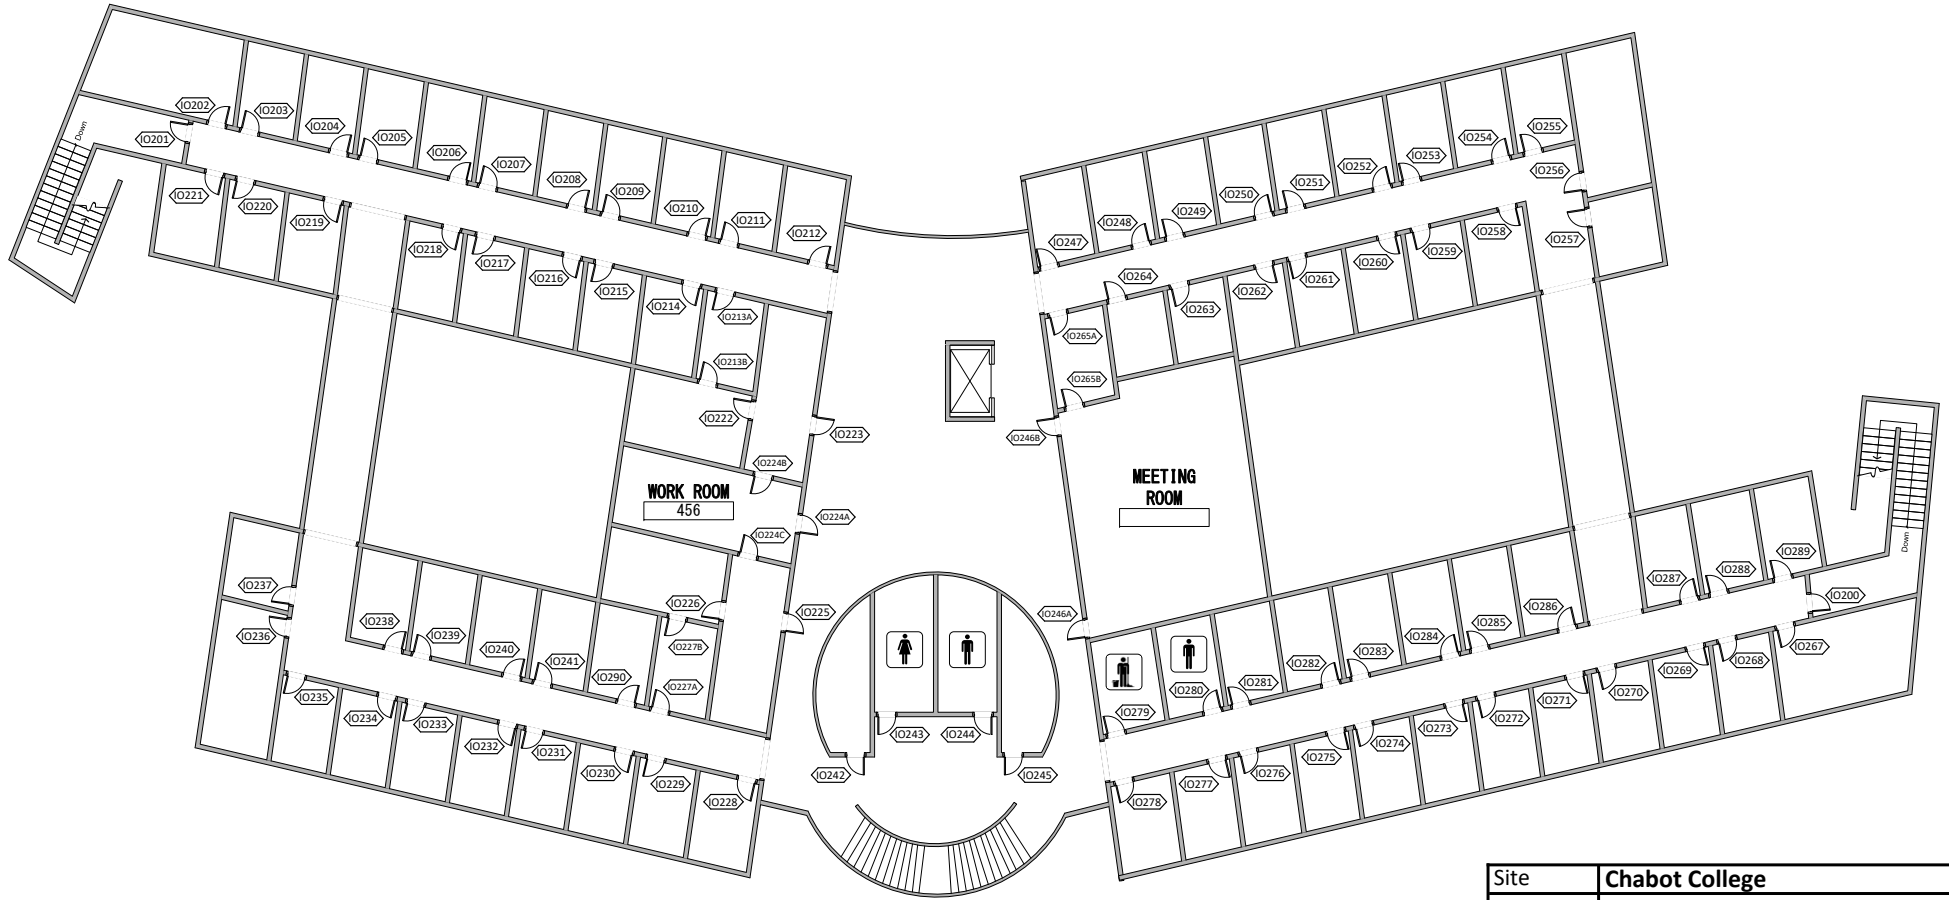 Down
IO202
IO203
IO201
IO204
IO205
IO206
IO207
IO208
IO209
IO210
IO211
IO212
IO221
IO220
IO219
IO218
IO217
IO216
IO215
IO214
IO213A
IO213B
IO222
IO223
IO224B
WORK ROOM
456
IO224A
IO224C
IO225
IO226
IO227B
IO227A
IO237
IO236
IO238
IO239
IO240
IO241
IO290
IO235
IO234
IO233
IO232
IO231
IO230
IO229
IO228
IO242
IO243
IO244
IO245
IO247
IO248
IO249
IO250
IO251
IO252
IO253
IO254
IO255
IO256
IO257
IO258
IO259
IO260
IO261
IO262
IO263
IO264
IO265A
IO265B
IO246B
MEETING
ROOM
IO246A
IO279
IO280
IO281
IO282
IO283
IO284
IO285
IO286
IO287
IO288
IO289
IO200
Down
IO267
IO268
IO269
IO270
IO271
IO272
IO273
IO274
IO275
IO276
IO277
IO278
Site Chabot College